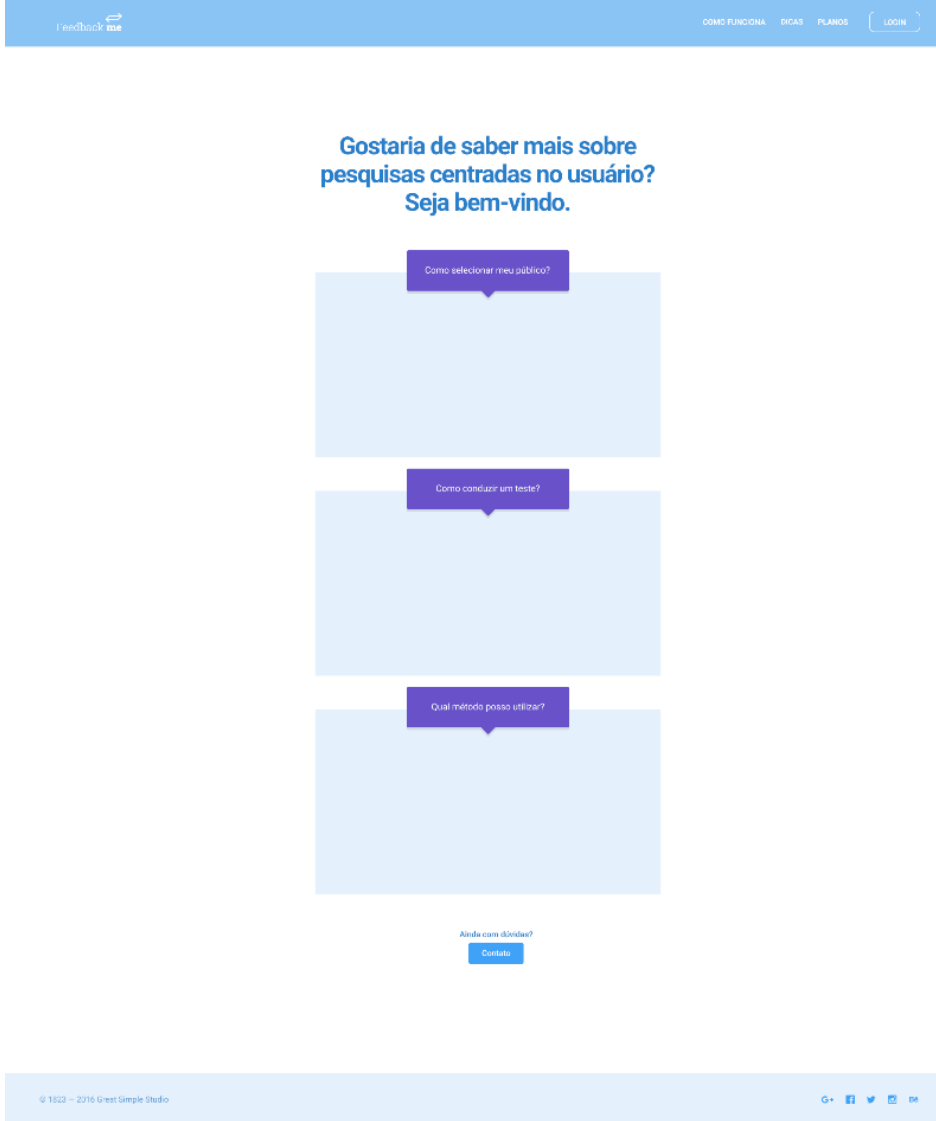 Feedback me
COMO FUNCIONA DICAS PLANOS LOGIN
Gostaria de saber mais sobre
pesquisas centradas no usuário?
Seja bem-vindo.
Como selecionar meu público?
Como conduzir um teste?
Qual método posso utilizar?
Ainda com dúvidas?
Contato
© 1823 — 2016 Great Simple Studio
G+ Bē